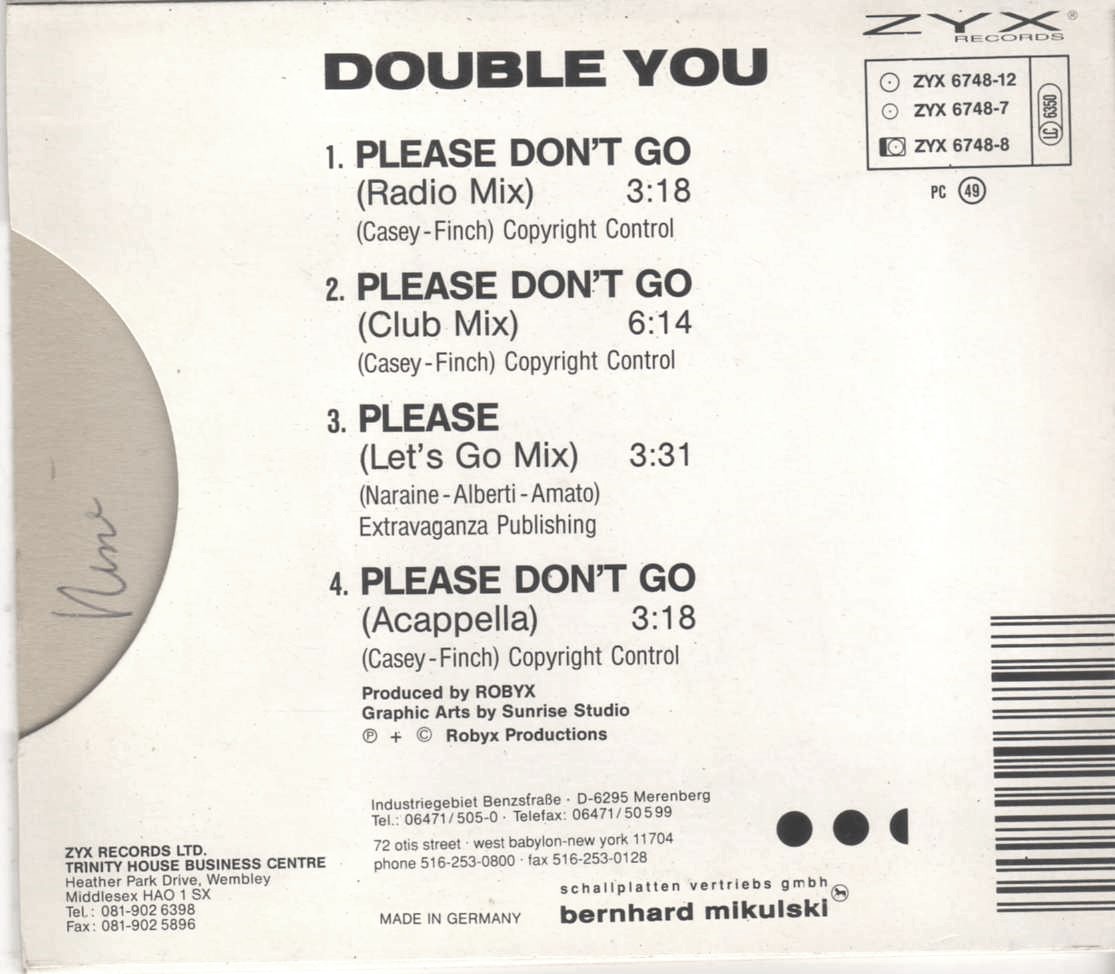 ZYX®
RECORDS
DOUBLE YOU
ZYX 6748-12
ZYX 6748-7
ZYX 6748-8
LC 6350
PC 49
1. PLEASE DON'T GO
(Radio Mix) 3:18
(Casey-Finch) Copyright Control
2. PLEASE DON'T GO
(Club Mix) 6:14
(Casey-Finch) Copyright Control
3. PLEASE
(Let's Go Mix) 3:31
(Naraine-Alberti-Amato)
Extravaganza Publishing
4. PLEASE DON'T GO
(Acappella) 3:18
(Casey-Finch) Copyright Control
Produced by ROBYX
Graphic Arts by Sunrise Studio
℗ + © Robyx Productions
Industriegebiet Benzsfraße · D-6295 Merenberg
Tel.: 06471/505-0 · Telefax: 06471/50599
72 otis street · west babylon-new york 11704
phone 516-253-0800 · fax 516-253-0128
ZYX RECORDS LTD.
TRINITY HOUSE BUSINESS CENTRE
Heather Park Drive, Wembley
Middlesex HAO 1 SX
Tel.: 081-902 6398
Fax: 081-902 5896
MADE IN GERMANY
schallplatten vertriebs gmbh
bernhard mikulski